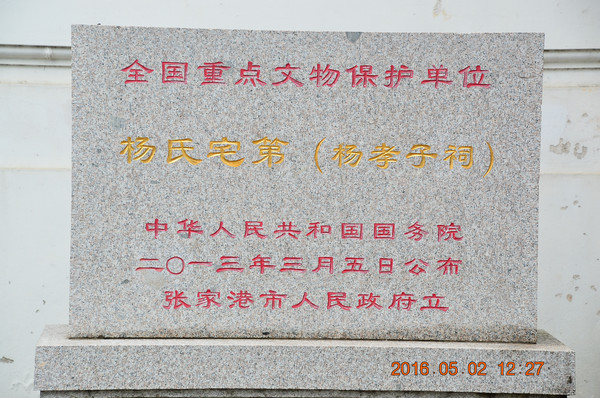 全国重点文物保护单位
杨氏宅第（杨孝子祠）
中华人民共和国国务院
二〇一三年三月五日公布
张家港市人民政府立
2016.05.02 12:27